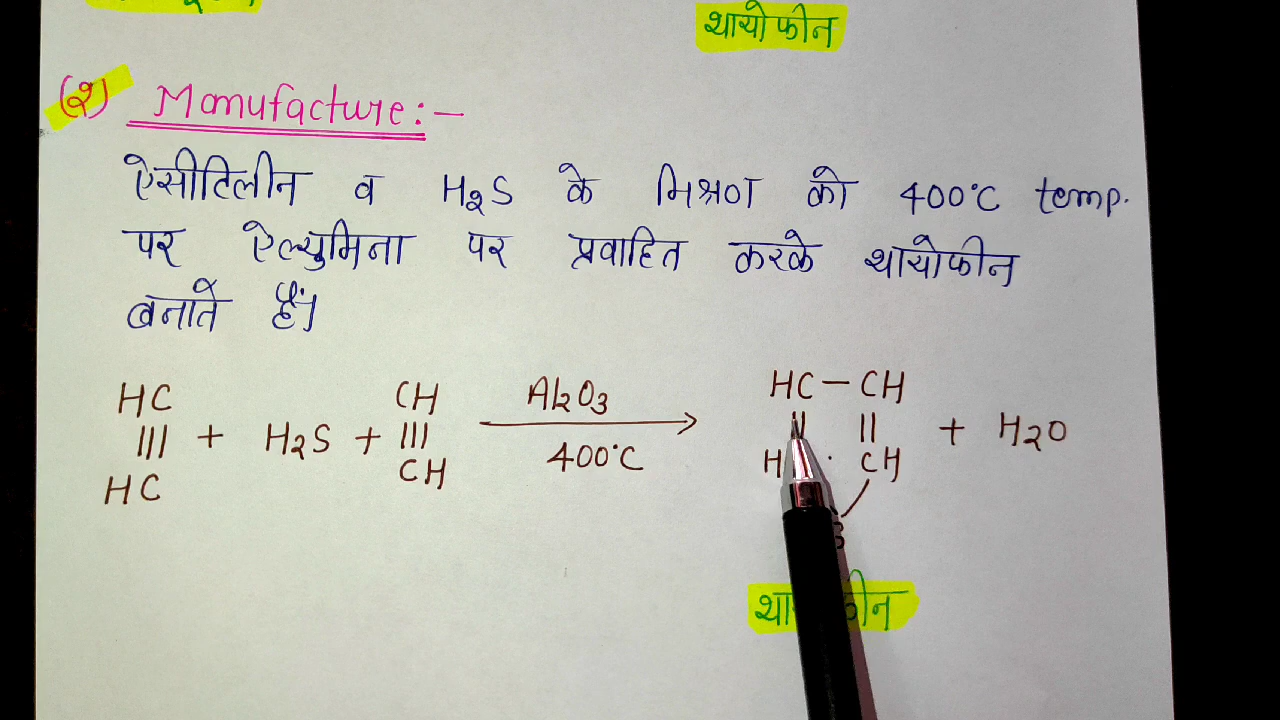 थायोफीन
(२) Manufacture:-
ऐसीटिलीन व H₂S के मिश्रण को 400°C temp.
पर ऐल्युमिना पर प्रवाहित करके थायोफीन
बनाते हैं।
HC CH Al₂O₃ HC – CH
||| + H₂S + ||| 400°C || || + H₂O
HC CH H CH